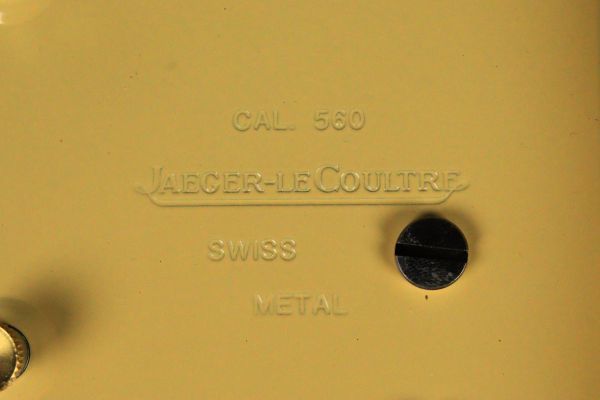 CAL. 560
JAEGER-LECOULTRE
SWISS
METAL